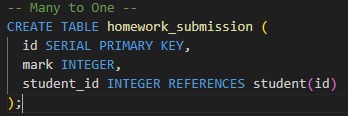 -- Many to One --
CREATE TABLE homework_submission (
  id SERIAL PRIMARY KEY,
  mark INTEGER,
  student_id INTEGER REFERENCES student(id)
);